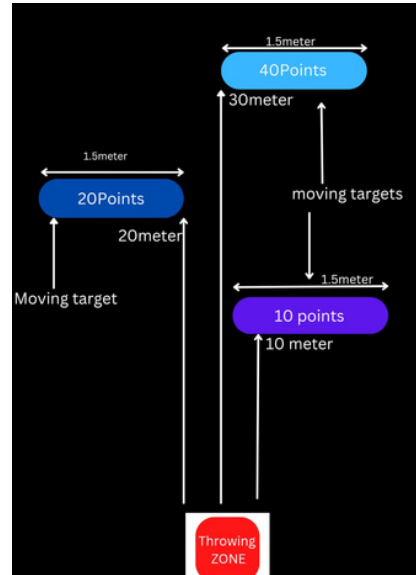 1.5meter
40Points
30meter
1.5meter
20Points
moving targets
20meter
1.5meter
Moving target
10 points
10 meter
Throwing
ZONE